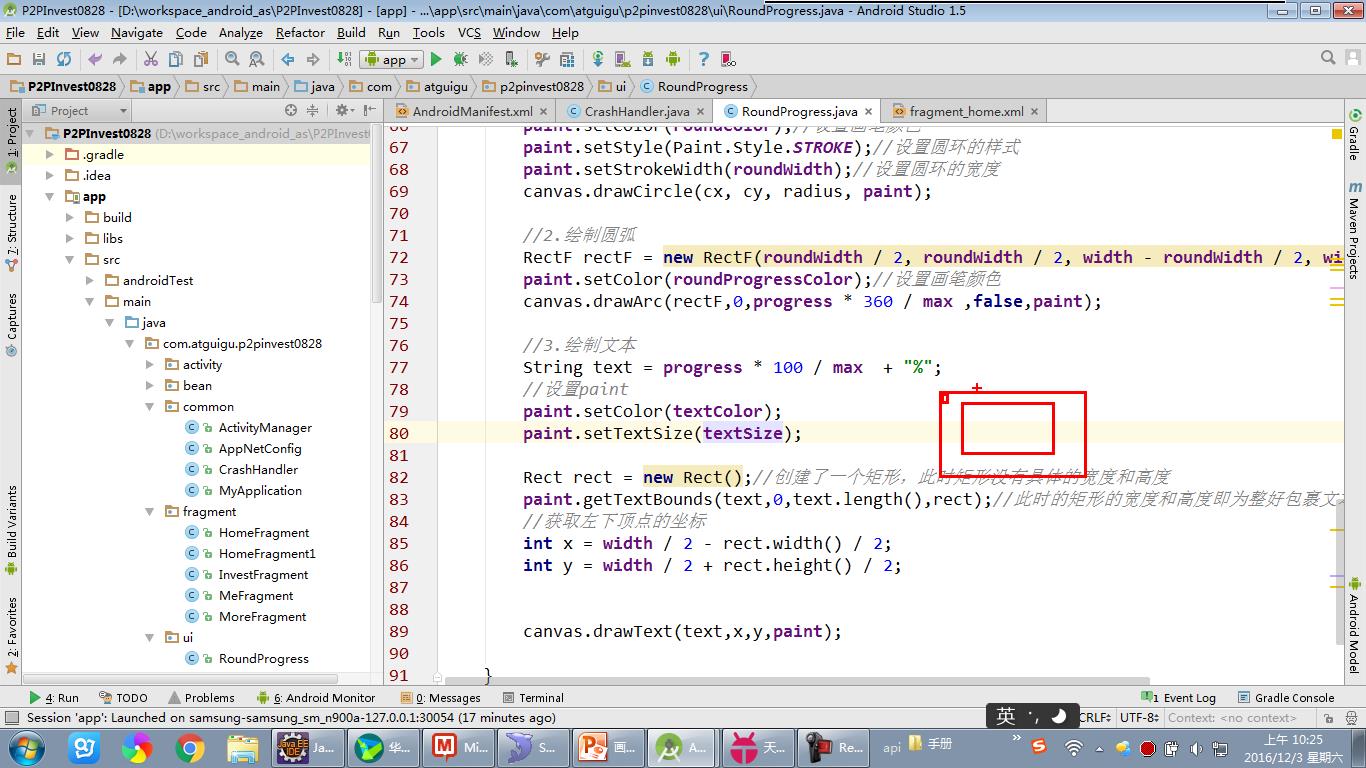 P2PInvest0828 - [D:\workspace_android_as\P2PInvest0828] - [app] - ...\app\src\main\java\com\atguigu\p2pinvest0828\ui\RoundProgress.java - Android Studio 1.5
File Edit View Navigate Code Analyze Refactor Build Run Tools VCS Window Help
app
P2PInvest0828 app src main java com atguigu p2pinvest0828 ui RoundProgress
Project
AndroidManifest.xml CrashHandler.java RoundProgress.java fragment_home.xml
1: Project
7: Structure
Captures
Build Variants
2: Favorites
P2PInvest0828 (D:\workspace_android_as\P2PInvest
.gradle
.idea
app
build
libs
src
androidTest
main
java
com.atguigu.p2pinvest0828
activity
bean
common
ActivityManager
AppNetConfig
CrashHandler
MyApplication
fragment
HomeFragment
HomeFragment1
InvestFragment
MeFragment
MoreFragment
ui
RoundProgress
66 paint.setColor(roundColor);//设置画笔颜色
67 paint.setStyle(Paint.Style.STROKE);//设置圆环的样式
68 paint.setStrokeWidth(roundWidth);//设置圆环的宽度
69 canvas.drawCircle(cx, cy, radius, paint);
70
71 //2.绘制圆弧
72 RectF rectF = new RectF(roundWidth / 2, roundWidth / 2, width - roundWidth / 2, wi
73 paint.setColor(roundProgressColor);//设置画笔颜色
74 canvas.drawArc(rectF,0,progress * 360 / max ,false,paint);
75
76 //3.绘制文本
77 String text = progress * 100 / max  + "%";
78 //设置paint
79 paint.setColor(textColor);
80 paint.setTextSize(textSize);
81
82 Rect rect = new Rect();//创建了一个矩形，此时矩形没有具体的宽度和高度
83 paint.getTextBounds(text,0,text.length(),rect);//此时的矩形的宽度和高度即为整好包裹文
84 //获取左下顶点的坐标
85 int x = width / 2 - rect.width() / 2;
86 int y = width / 2 + rect.height() / 2;
87
88
89 canvas.drawText(text,x,y,paint);
90
91 }
Gradle
Maven Projects
Android Model
4: Run TODO Problems 6: Android Monitor 0: Messages Terminal 1 Event Log Gradle Console
Session 'app': Launched on samsung-samsung_sm_n900a-127.0.0.1:30054 (17 minutes ago) 英 CRLF UTF-8 Context: <no context>
Java EE IDE Ja... 华... Mi... S... 画... A... 天... Re... api 手册
上午 10:25
2016/12/3 星期六